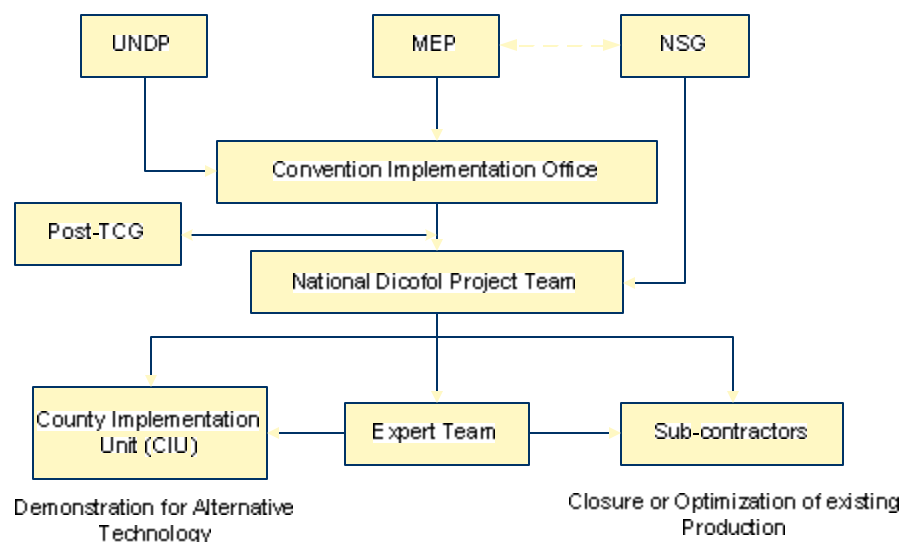 UNDP
MEP
NSG
Convention Implementation Office
Post-TCG
National Dicofol Project Team
County Implementation
Unit (CIU)
Expert Team
Sub-contractors
Demonstration for Alternative
Technology
Closure or Optimization of existing
Production